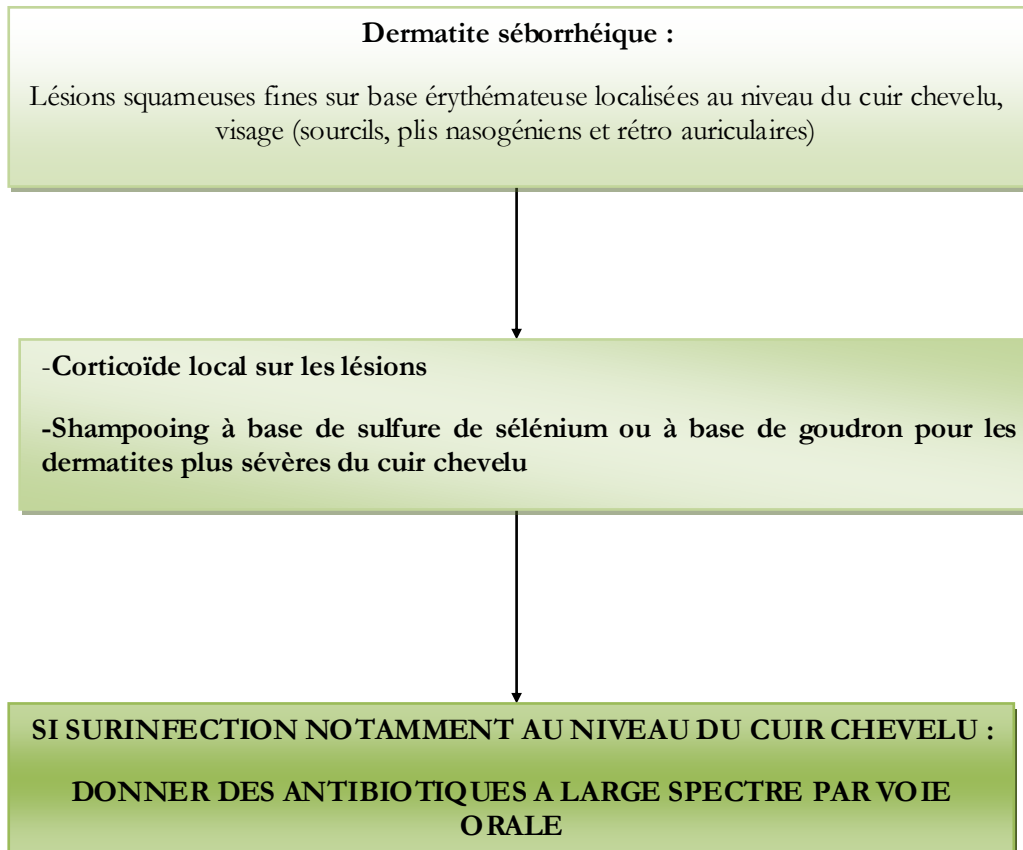 Dermatite séborrhéique :
Lésions squameuses fines sur base érythémateuse localisées au niveau du cuir chevelu,
visage (sourcils, plis nasogéniens et rétro auriculaires)
-Corticoïde local sur les lésions
-Shampooing à base de sulfure de sélénium ou à base de goudron pour les
dermatites plus sévères du cuir chevelu
SI SURINFECTION NOTAMMENT AU NIVEAU DU CUIR CHEVELU :
DONNER DES ANTIBIOTIQUES A LARGE SPECTRE PAR VOIE
ORALE